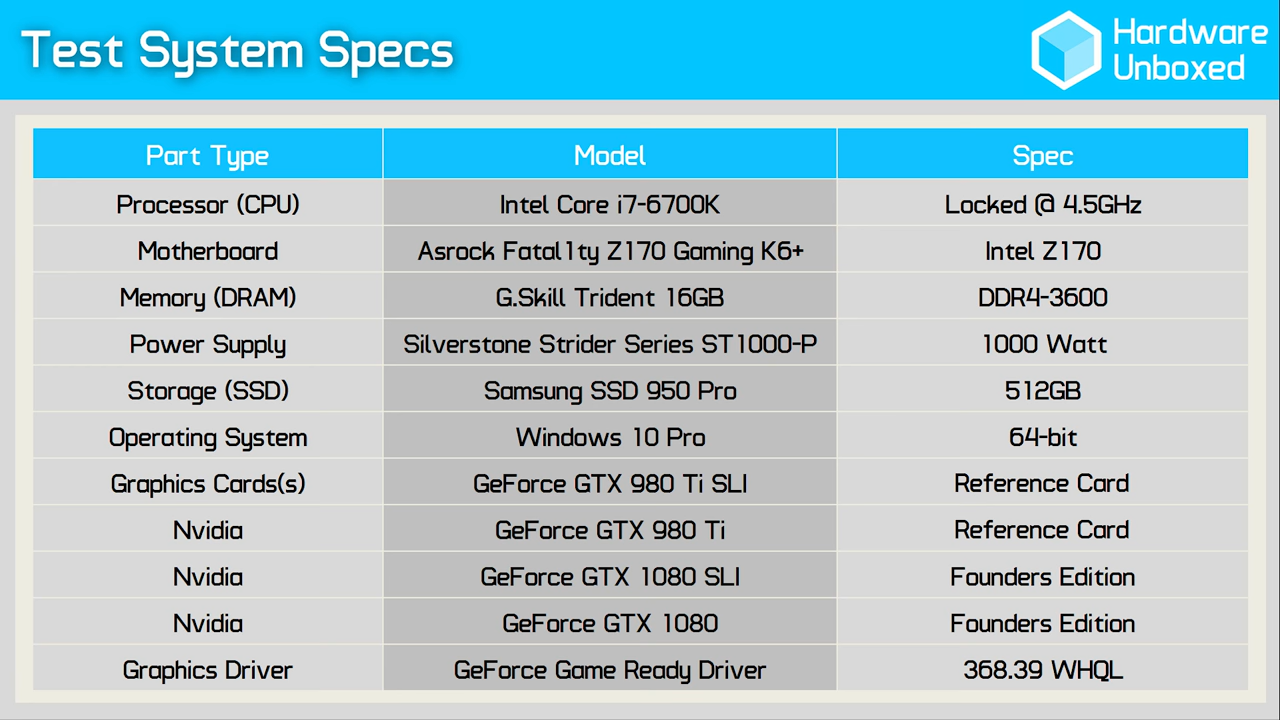 Test System Specs
Hardware
Unboxed
Part Type Model Spec
Processor (CPU) Intel Core i7-6700K Locked @ 4.5GHz
Motherboard Asrock Fatal1ty Z170 Gaming K6+ Intel Z170
Memory (DRAM) G.Skill Trident 16GB DDR4-3600
Power Supply Silverstone Strider Series ST1000-P 1000 Watt
Storage (SSD) Samsung SSD 950 Pro 512GB
Operating System Windows 10 Pro 64-bit
Graphics Cards(s) GeForce GTX 980 Ti SLI Reference Card
Nvidia GeForce GTX 980 Ti Reference Card
Nvidia GeForce GTX 1080 SLI Founders Edition
Nvidia GeForce GTX 1080 Founders Edition
Graphics Driver GeForce Game Ready Driver 368.39 WHQL